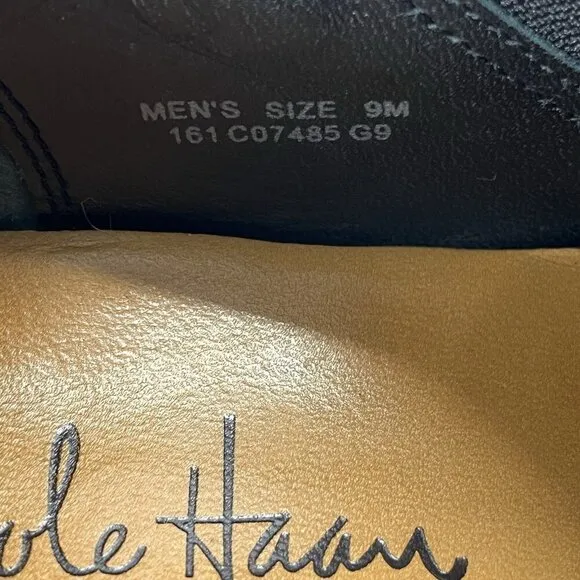 MEN'S SIZE 9M
161 C07485 G9
ole Haan